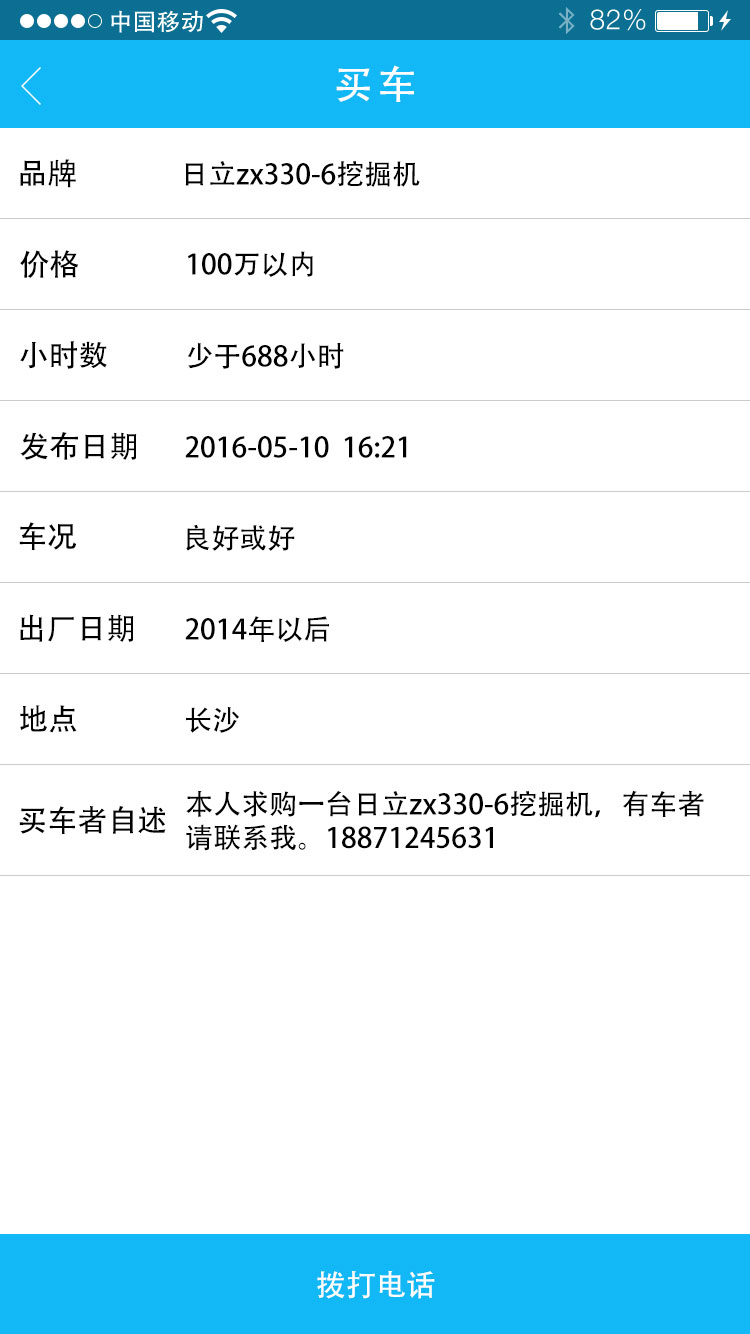 中国移动 82%
买车
品牌 日立zx330-6挖掘机
价格 100万以内
小时数 少于688小时
发布日期 2016-05-10 16:21
车况 良好或好
出厂日期 2014年以后
地点 长沙
买车者自述 本人求购一台日立zx330-6挖掘机，有车者
请联系我。18871245631
拨打电话